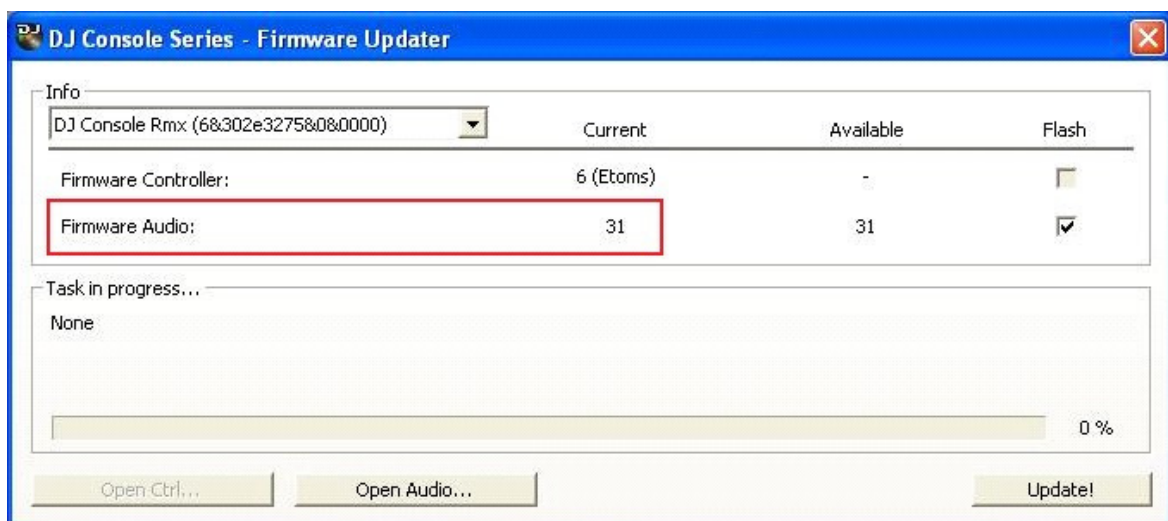 DJ Console Series - Firmware Updater
Info
DJ Console Rmx (6&302e3275&0&0000) Current Available Flash
Firmware Controller: 6 (Etoms) -
Firmware Audio: 31 31
Task in progress...
None
0 %
Open Ctrl... Open Audio... Update!